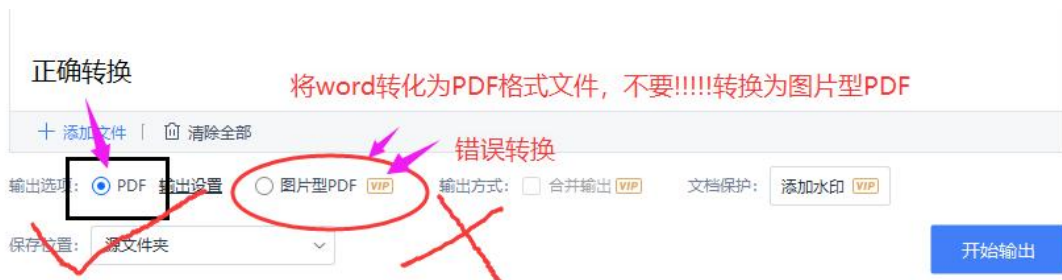 正确转换
将word转化为PDF格式文件，不要!!!!!转换为图片型PDF
添加文件 清除全部
错误转换
输出选项： PDF 输出设置 图片型PDF VIP 输出方式： 合并输出 VIP 文档保护： 添加水印 VIP
保存位置： 源文件夹 开始输出